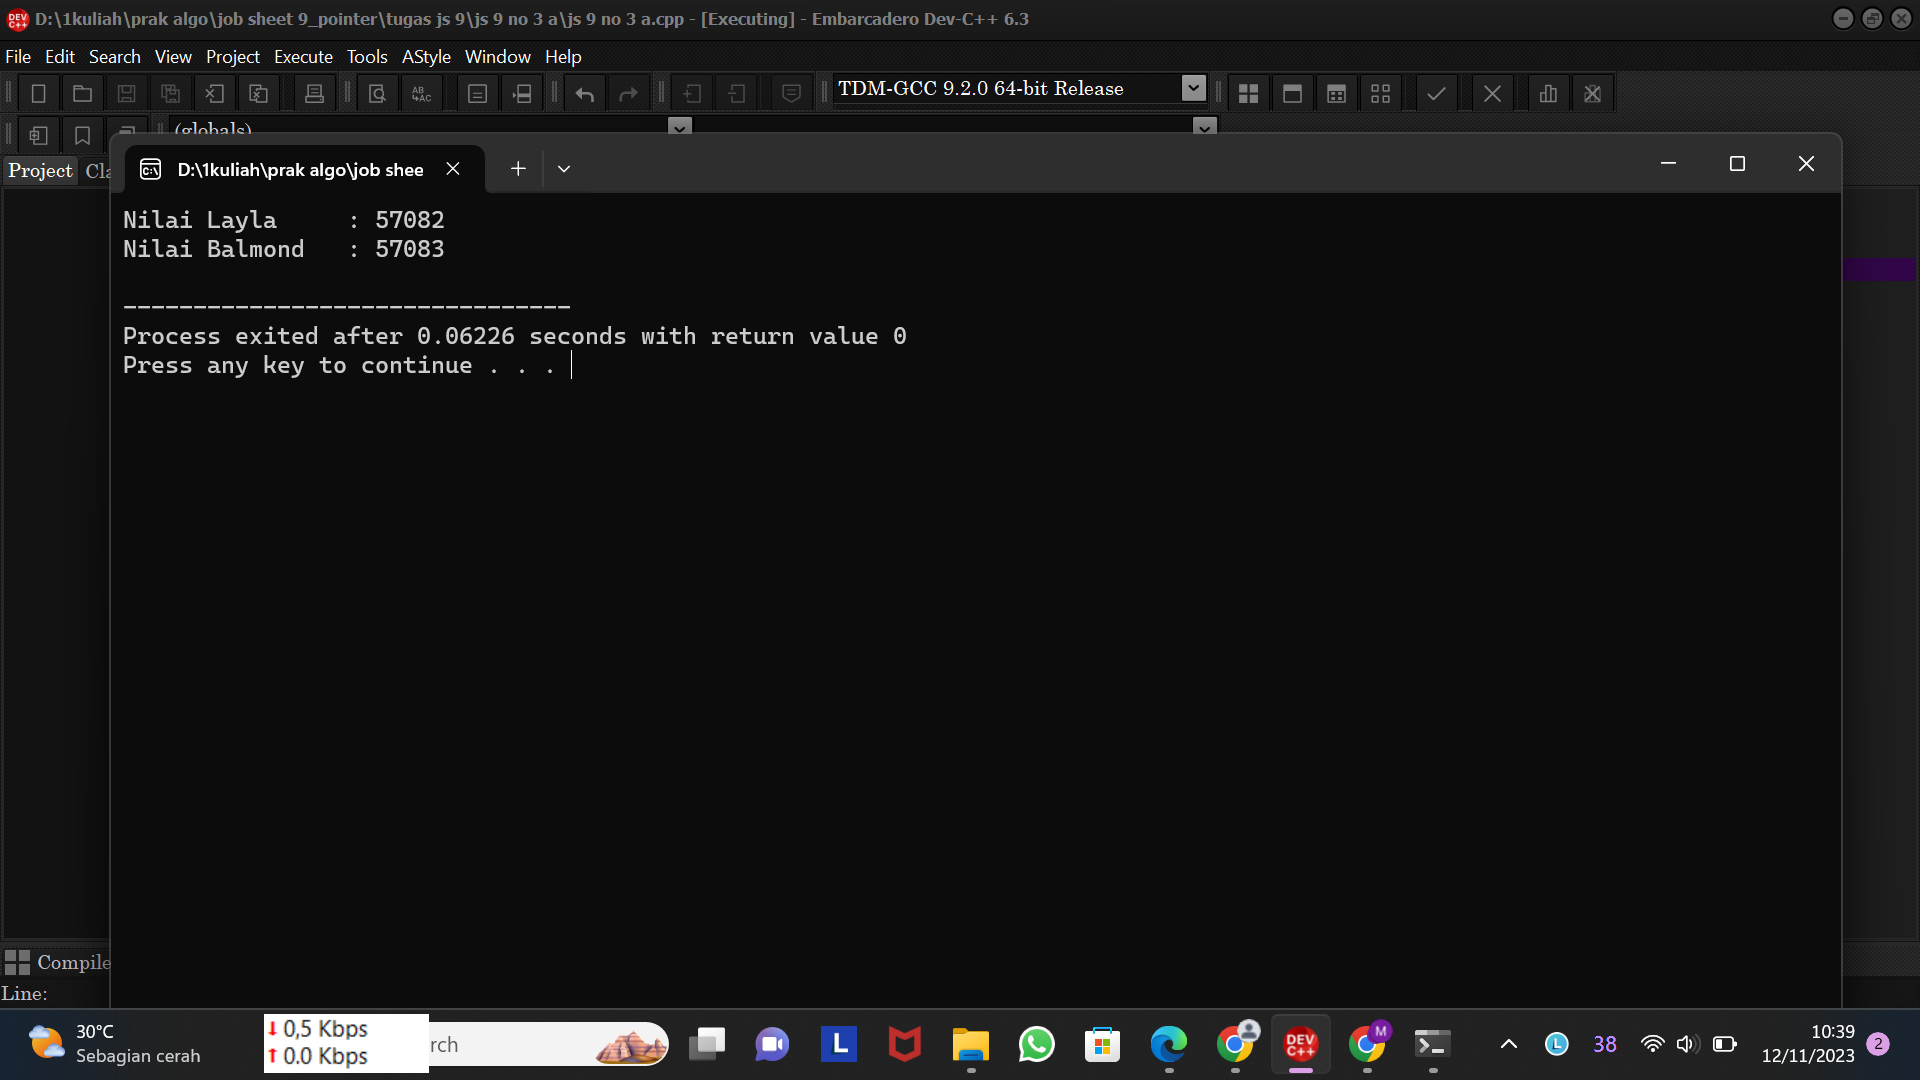 D:\1kuliah\prak algo\job sheet 9_pointer\tugas js 9\js 9 no 3 a\js 9 no 3 a.cpp - [Executing] - Embarcadero Dev-C++ 6.3
File Edit Search View Project Execute Tools AStyle Window Help
TDM-GCC 9.2.0 64-bit Release
(globals)
Project Cla
D:\1kuliah\prak algo\job shee
Nilai Layla : 57082
Nilai Balmond : 57083
--------------------------------
Process exited after 0.06226 seconds with return value 0
Press any key to continue . . .
Compile
Line:
30°C
Sebagian cerah
0,5 Kbps
0.0 Kbps
rch
L
DEV C++
M
L
38
10:39
12/11/2023
2